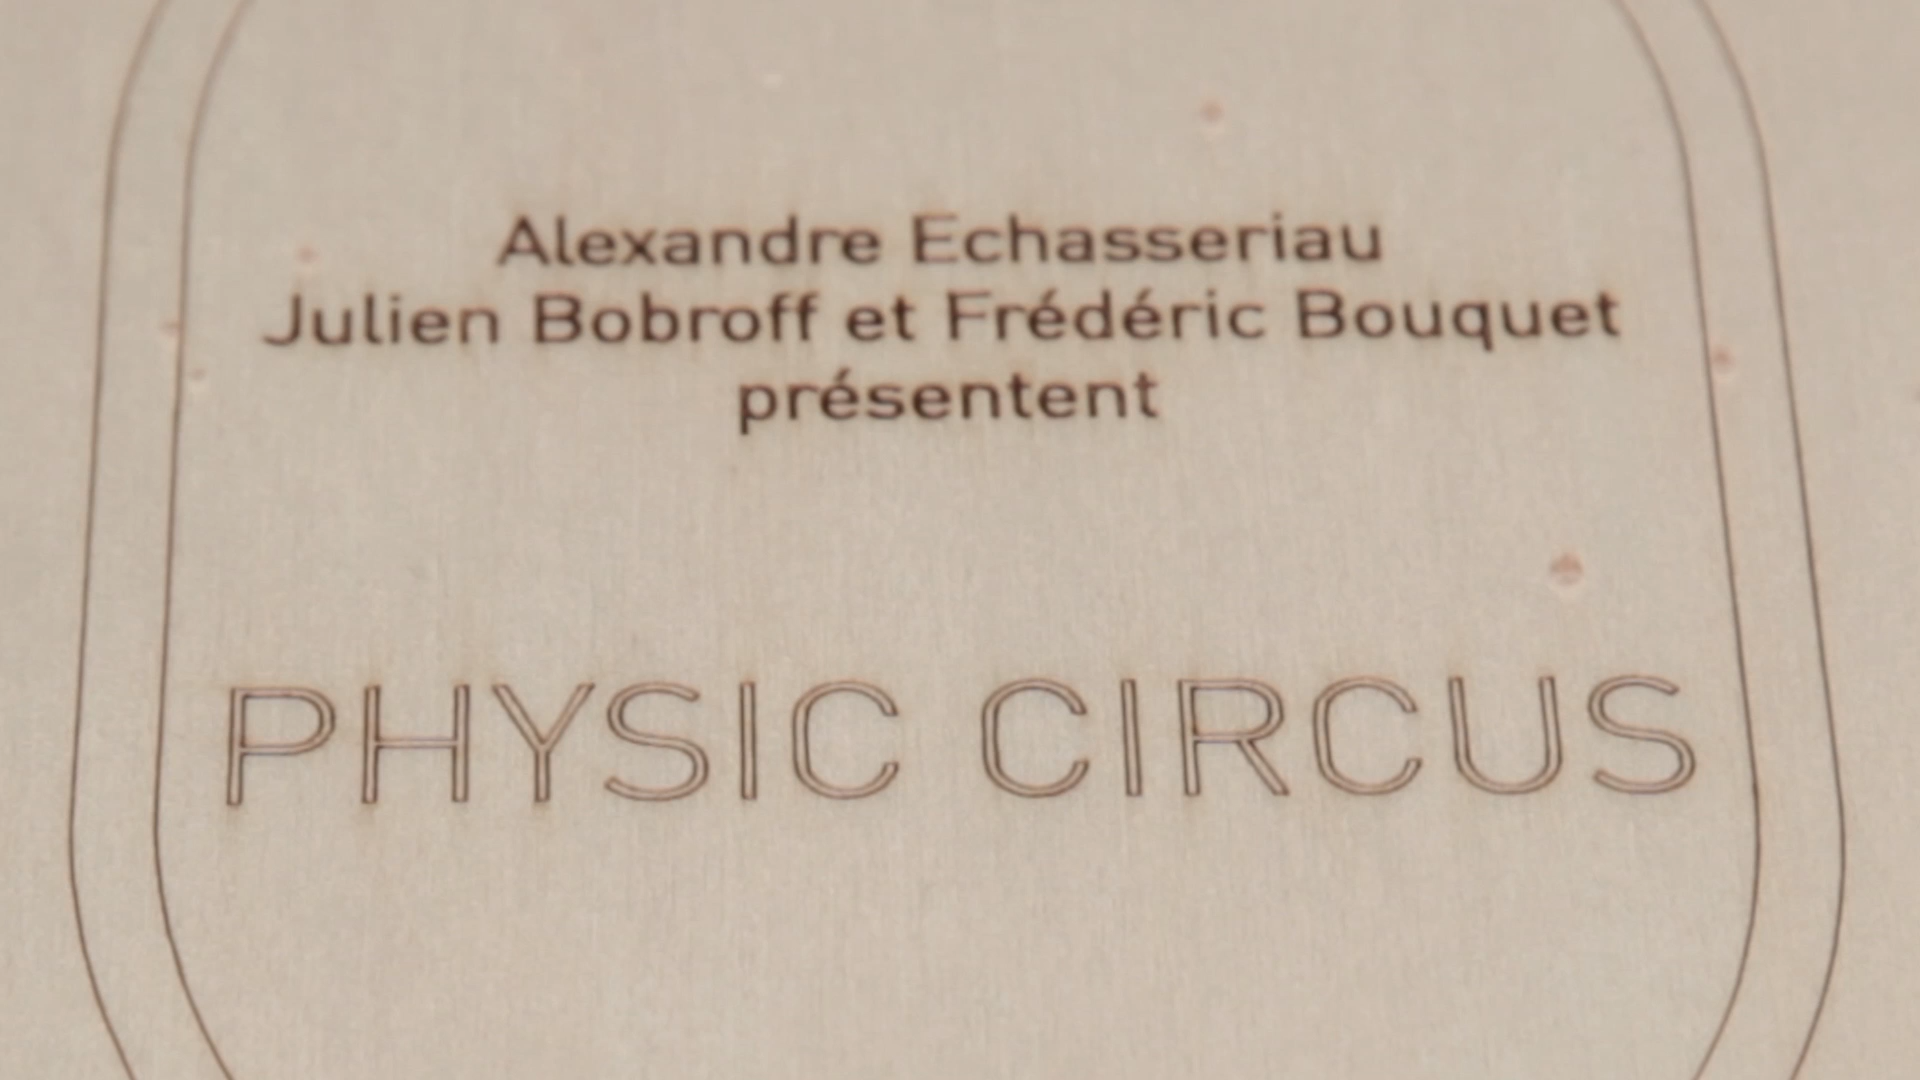 Alexandre Echasseriau
Julien Bobroff et Frédéric Bouquet
présentent
PHYSIC CIRCUS